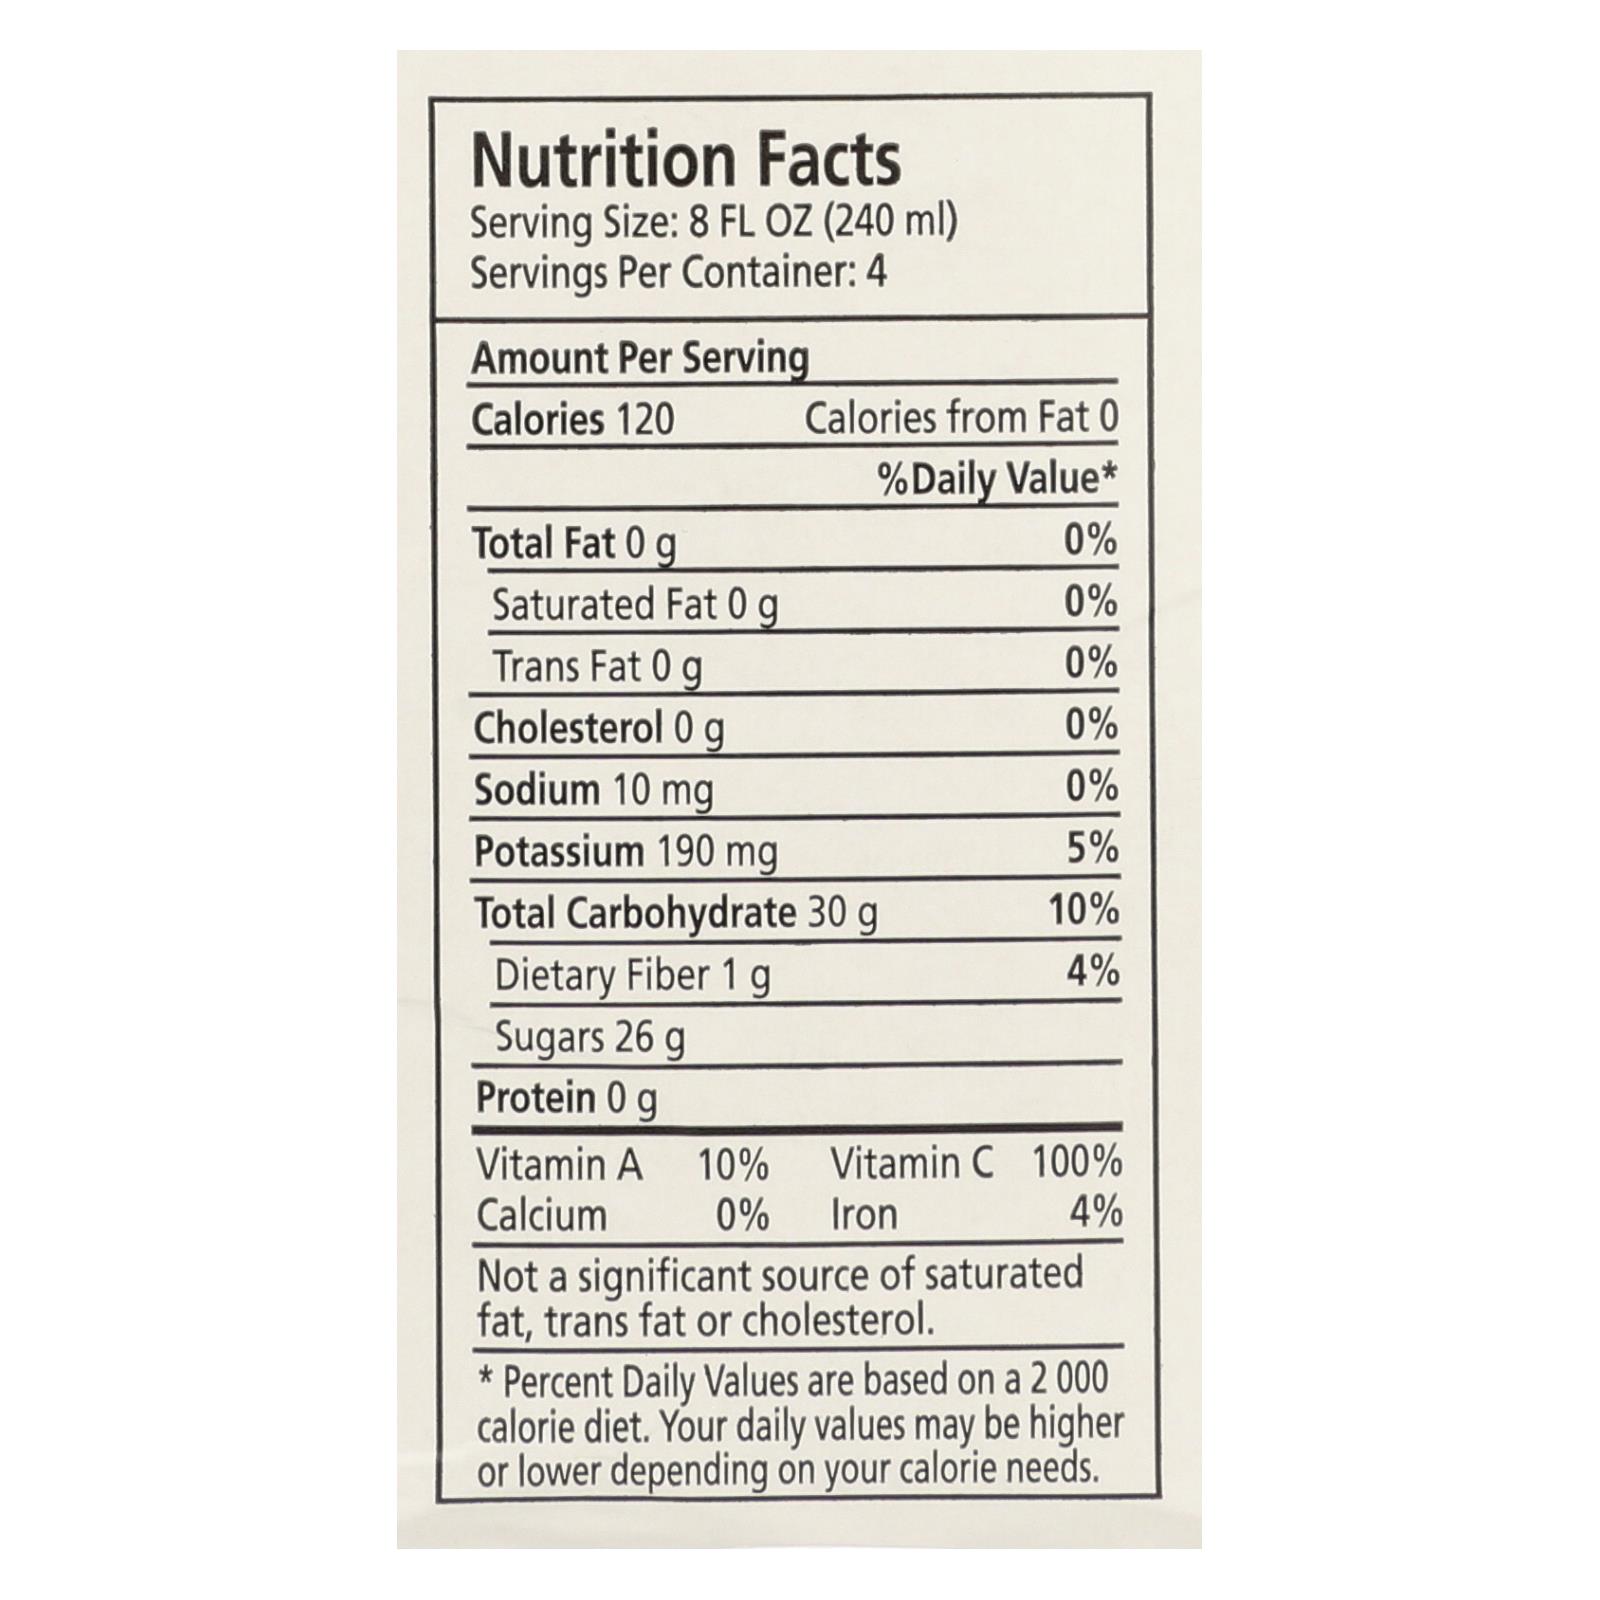 Nutrition Facts
Serving Size: 8 FL OZ (240 ml)
Servings Per Container: 4
Amount Per Serving
Calories 120 Calories from Fat 0
%Daily Value*
Total Fat 0 g 0%
Saturated Fat 0 g 0%
Trans Fat 0 g 0%
Cholesterol 0 g 0%
Sodium 10 mg 0%
Potassium 190 mg 5%
Total Carbohydrate 30 g 10%
Dietary Fiber 1 g 4%
Sugars 26 g
Protein 0 g
Vitamin A 10% Vitamin C 100%
Calcium 0% Iron 4%
Not a significant source of saturated
fat, trans fat or cholesterol.
* Percent Daily Values are based on a 2 000
calorie diet. Your daily values may be higher
or lower depending on your calorie needs.